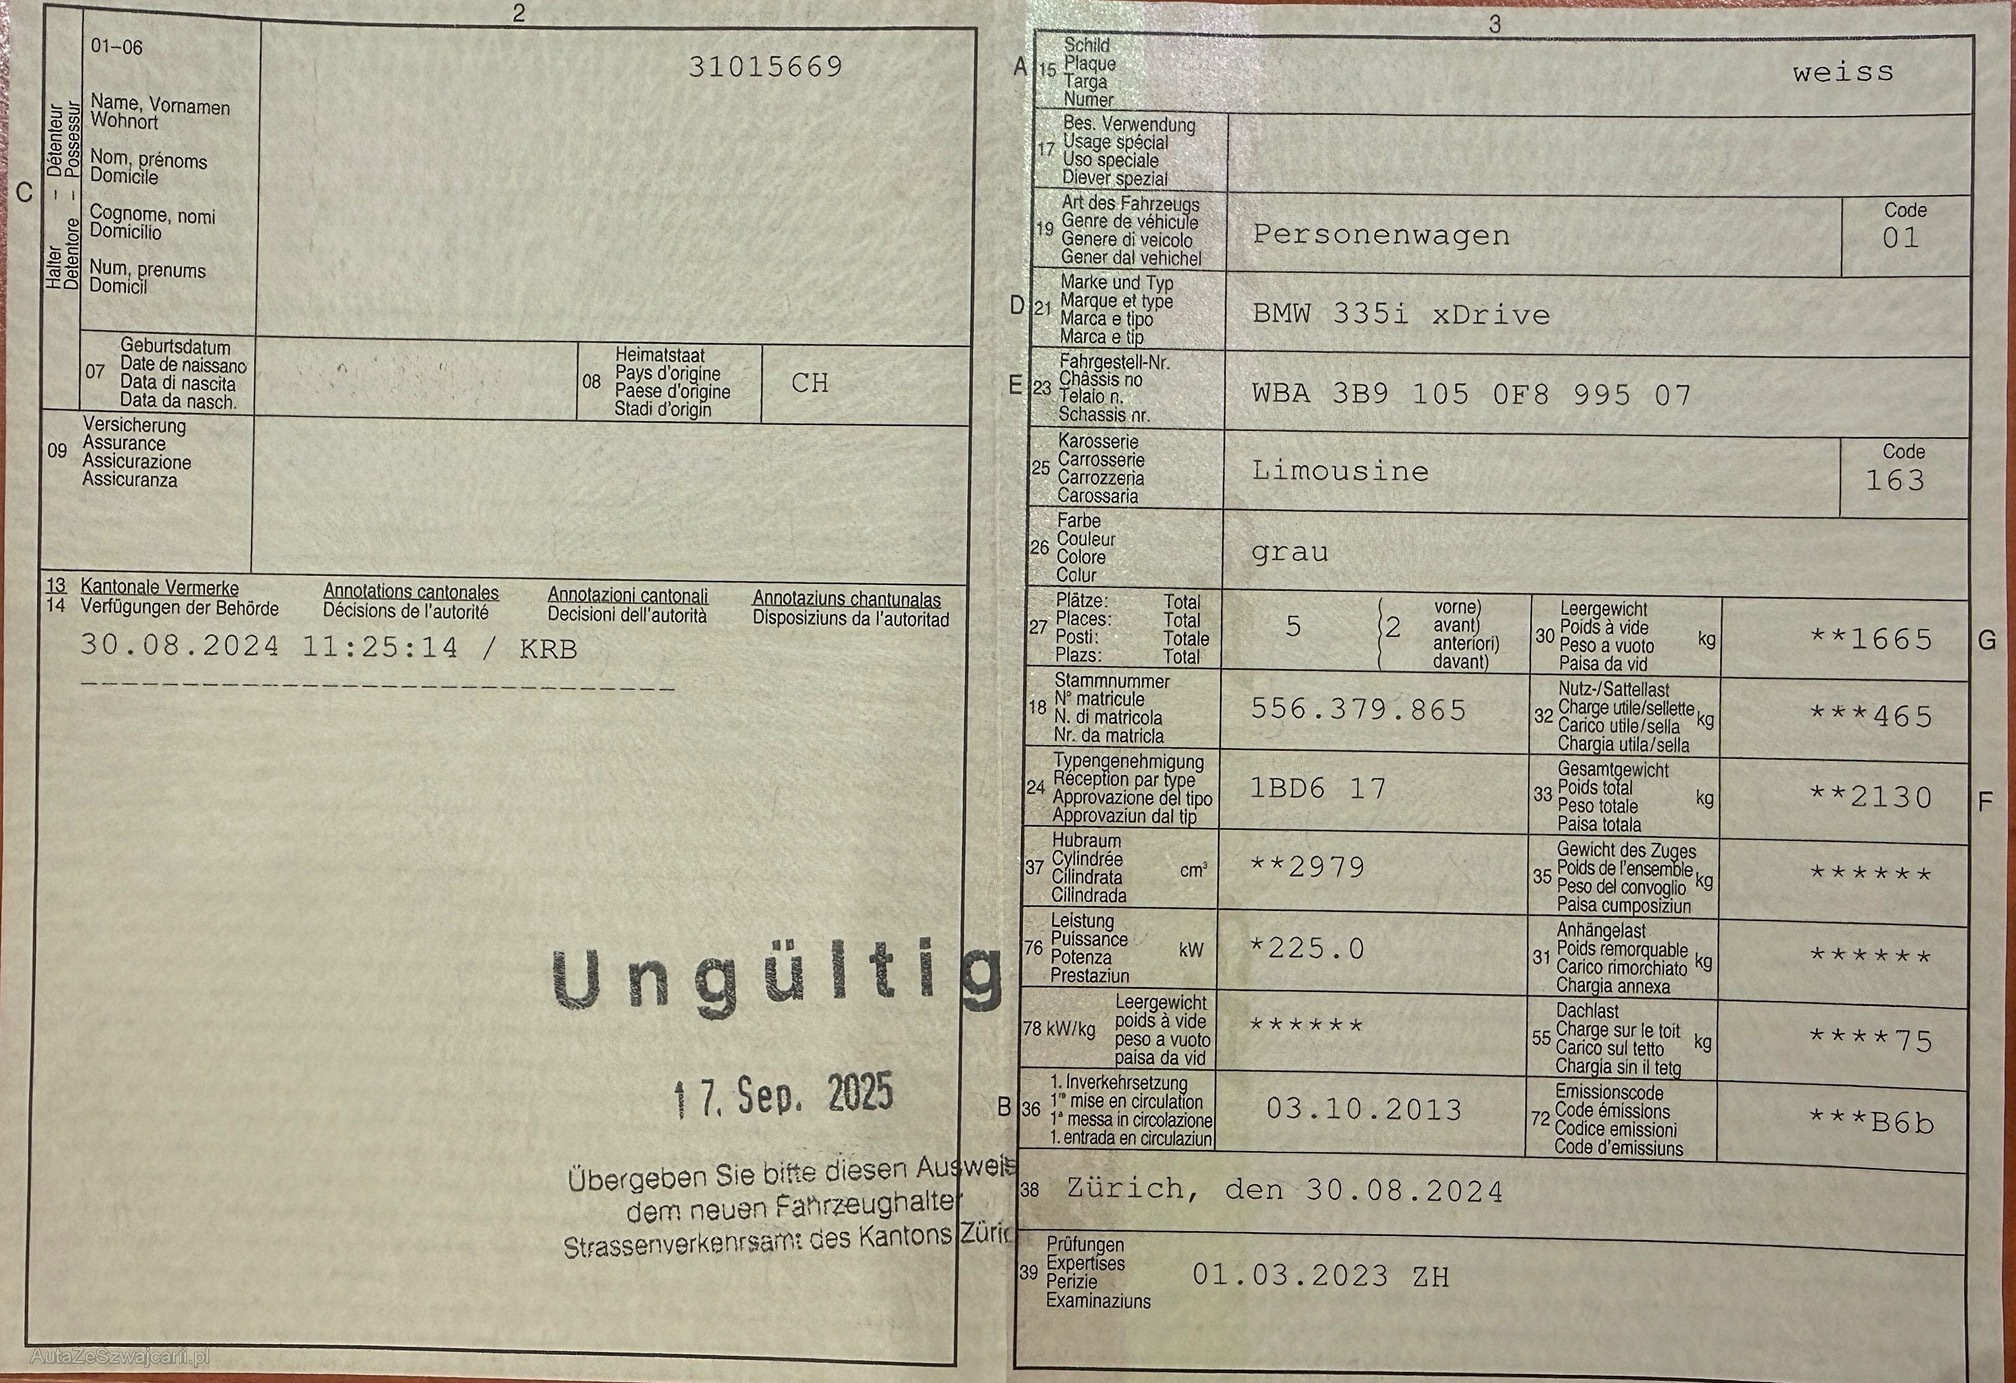 2
01–06
31015669
Name, Vornamen
Wohnort
Nom, prénoms
Domicile
Cognome, nomi
Domicilio
Num, prenums
Domicil
C
Halter – Détenteur
Detentore – Possessur
07
Geburtsdatum
Date de naissano
Data di nascita
Data da nasch.
08
Heimatstaat
Pays d'origine
Paese d'origine
Stadi d'origin
CH
09
Versicherung
Assurance
Assicurazione
Assicuranza
13 Kantonale Vermerke Annotations cantonales Annotazioni cantonali Annotaziuns chantunalas
14 Verfügungen der Behörde Décisions de l'autorité Decisioni dell'autorità Disposiziuns da l'autoritad
30.08.2024 11:25:14 / KRB
Ungültig
17. Sep. 2025
Übergeben Sie bitte diesen Ausweis
dem neuen Fahrzeughalter
Strassenverkehrsamt des Kantons Züric
AutaZeSzwajcarii.pl
3
A 15
Schild
Plaque
Targa
Numer
weiss
17
Bes. Verwendung
Usage spécial
Uso speciale
Diever spezial
19
Art des Fahrzeugs
Genre de véhicule
Genere di veicolo
Gener dal vehichel
Personenwagen
Code
01
D 21
Marke und Typ
Marque et type
Marca e tipo
Marca e tip
BMW 335i xDrive
E 23
Fahrgestell-Nr.
Châssis no
Telaio n.
Schassis nr.
WBA 3B9 105 0F8 995 07
25
Karosserie
Carrosserie
Carrozzeria
Carossaria
Limousine
Code
163
26
Farbe
Couleur
Colore
Colur
grau
27
Plätze: Total
Places: Total
Posti: Totale
Plazs: Total
5
(2
vorne)
avant)
anteriori)
davant)
30
Leergewicht
Poids à vide
Peso a vuoto
Paisa da vid
kg
**1665
G
18
Stammnummer
N° matricule
N. di matricola
Nr. da matricla
556.379.865
32
Nutz-/Sattellast
Charge utile/sellette
Carico utile/sella
Chargia utila/sella
kg
***465
24
Typengenehmigung
Réception par type
Approvazione del tipo
Approvaziun dal tip
1BD6 17
33
Gesamtgewicht
Poids total
Peso totale
Paisa totala
kg
**2130
F
37
Hubraum
Cylindrée
Cilindrata
Cilindrada
cm³
**2979
35
Gewicht des Zuges
Poids de l'ensemble
Peso del convoglio
Paisa cumposiziun
kg
******
76
Leistung
Puissance
Potenza
Prestaziun
kW
*225.0
31
Anhängelast
Poids remorquable
Carico rimorchiato
Chargia annexa
kg
******
78 kW/kg
Leergewicht
poids à vide
peso a vuoto
paisa da vid
******
55
Dachlast
Charge sur le toit
Carico sul tetto
Chargia sin il tetg
kg
****75
B 36
1. Inverkehrsetzung
1re mise en circulation
1a messa in circolazione
1. entrada en circulaziun
03.10.2013
72
Emissionscode
Code émissions
Codice emissioni
Code d'emissiuns
***B6b
38 Zürich, den 30.08.2024
39
Prüfungen
Expertises
Perizie
Examinaziuns
01.03.2023 ZH